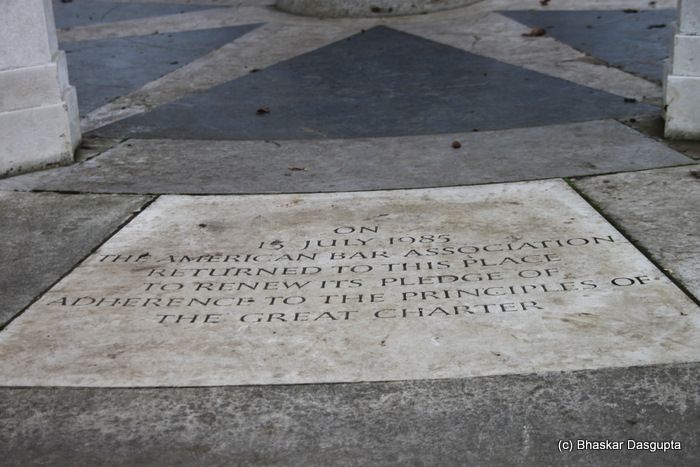 ON
15 JULY 1985
THE AMERICAN BAR ASSOCIATION
RETURNED TO THIS PLACE
TO RENEW ITS PLEDGE OF
ADHERENCE TO THE PRINCIPLES OF
THE GREAT CHARTER
(c) Bhaskar Dasgupta